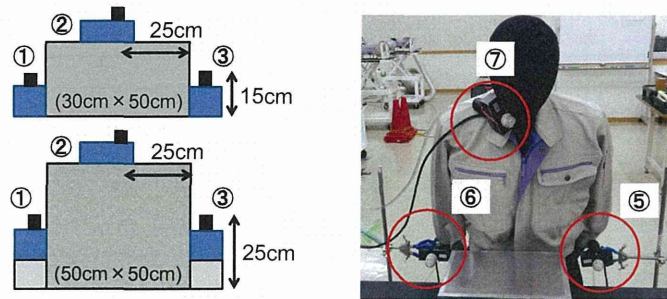 ②
25cm
①
③
(30cm×50cm)
15cm
②
25cm
①
③
(50cm×50cm)
25cm
⑦
⑥
⑤